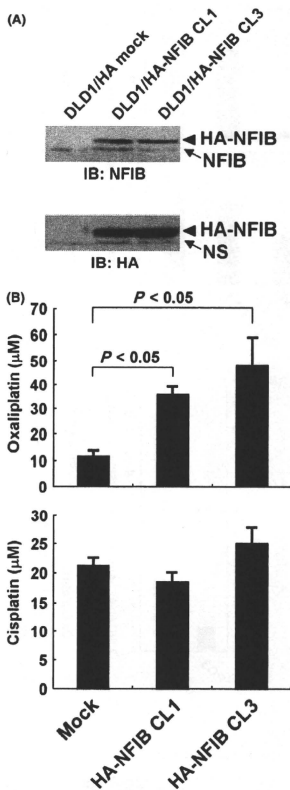 (A)
DLD1/HA mock
DLD1/HA-NFIB CL1
DLD1/HA-NFIB CL3
HA-NFIB
NFIB
IB: NFIB
HA-NFIB
NS
IB: HA
(B)
P < 0.05
P < 0.05
Oxaliplatin (μM)
70
60
50
40
30
20
10
0
Cisplatin (μM)
30
25
20
15
10
5
0
Mock
HA-NFIB CL1
HA-NFIB CL3